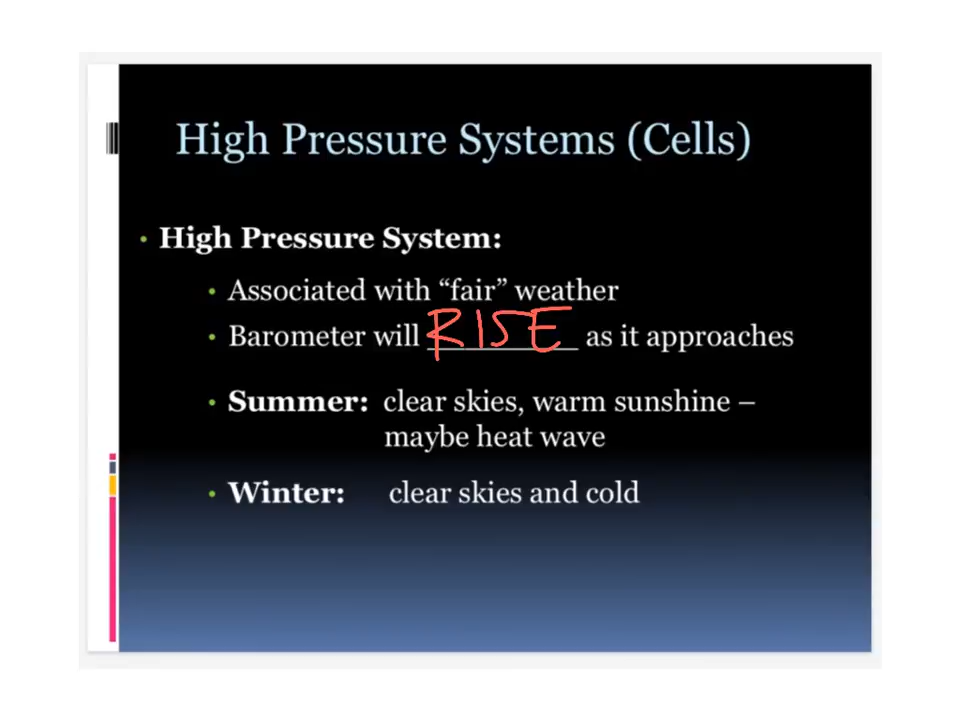 High Pressure Systems (Cells)
• High Pressure System:
• Associated with “fair” weather
• Barometer will RISE as it approaches
• Summer: clear skies, warm sunshine –
maybe heat wave
• Winter: clear skies and cold